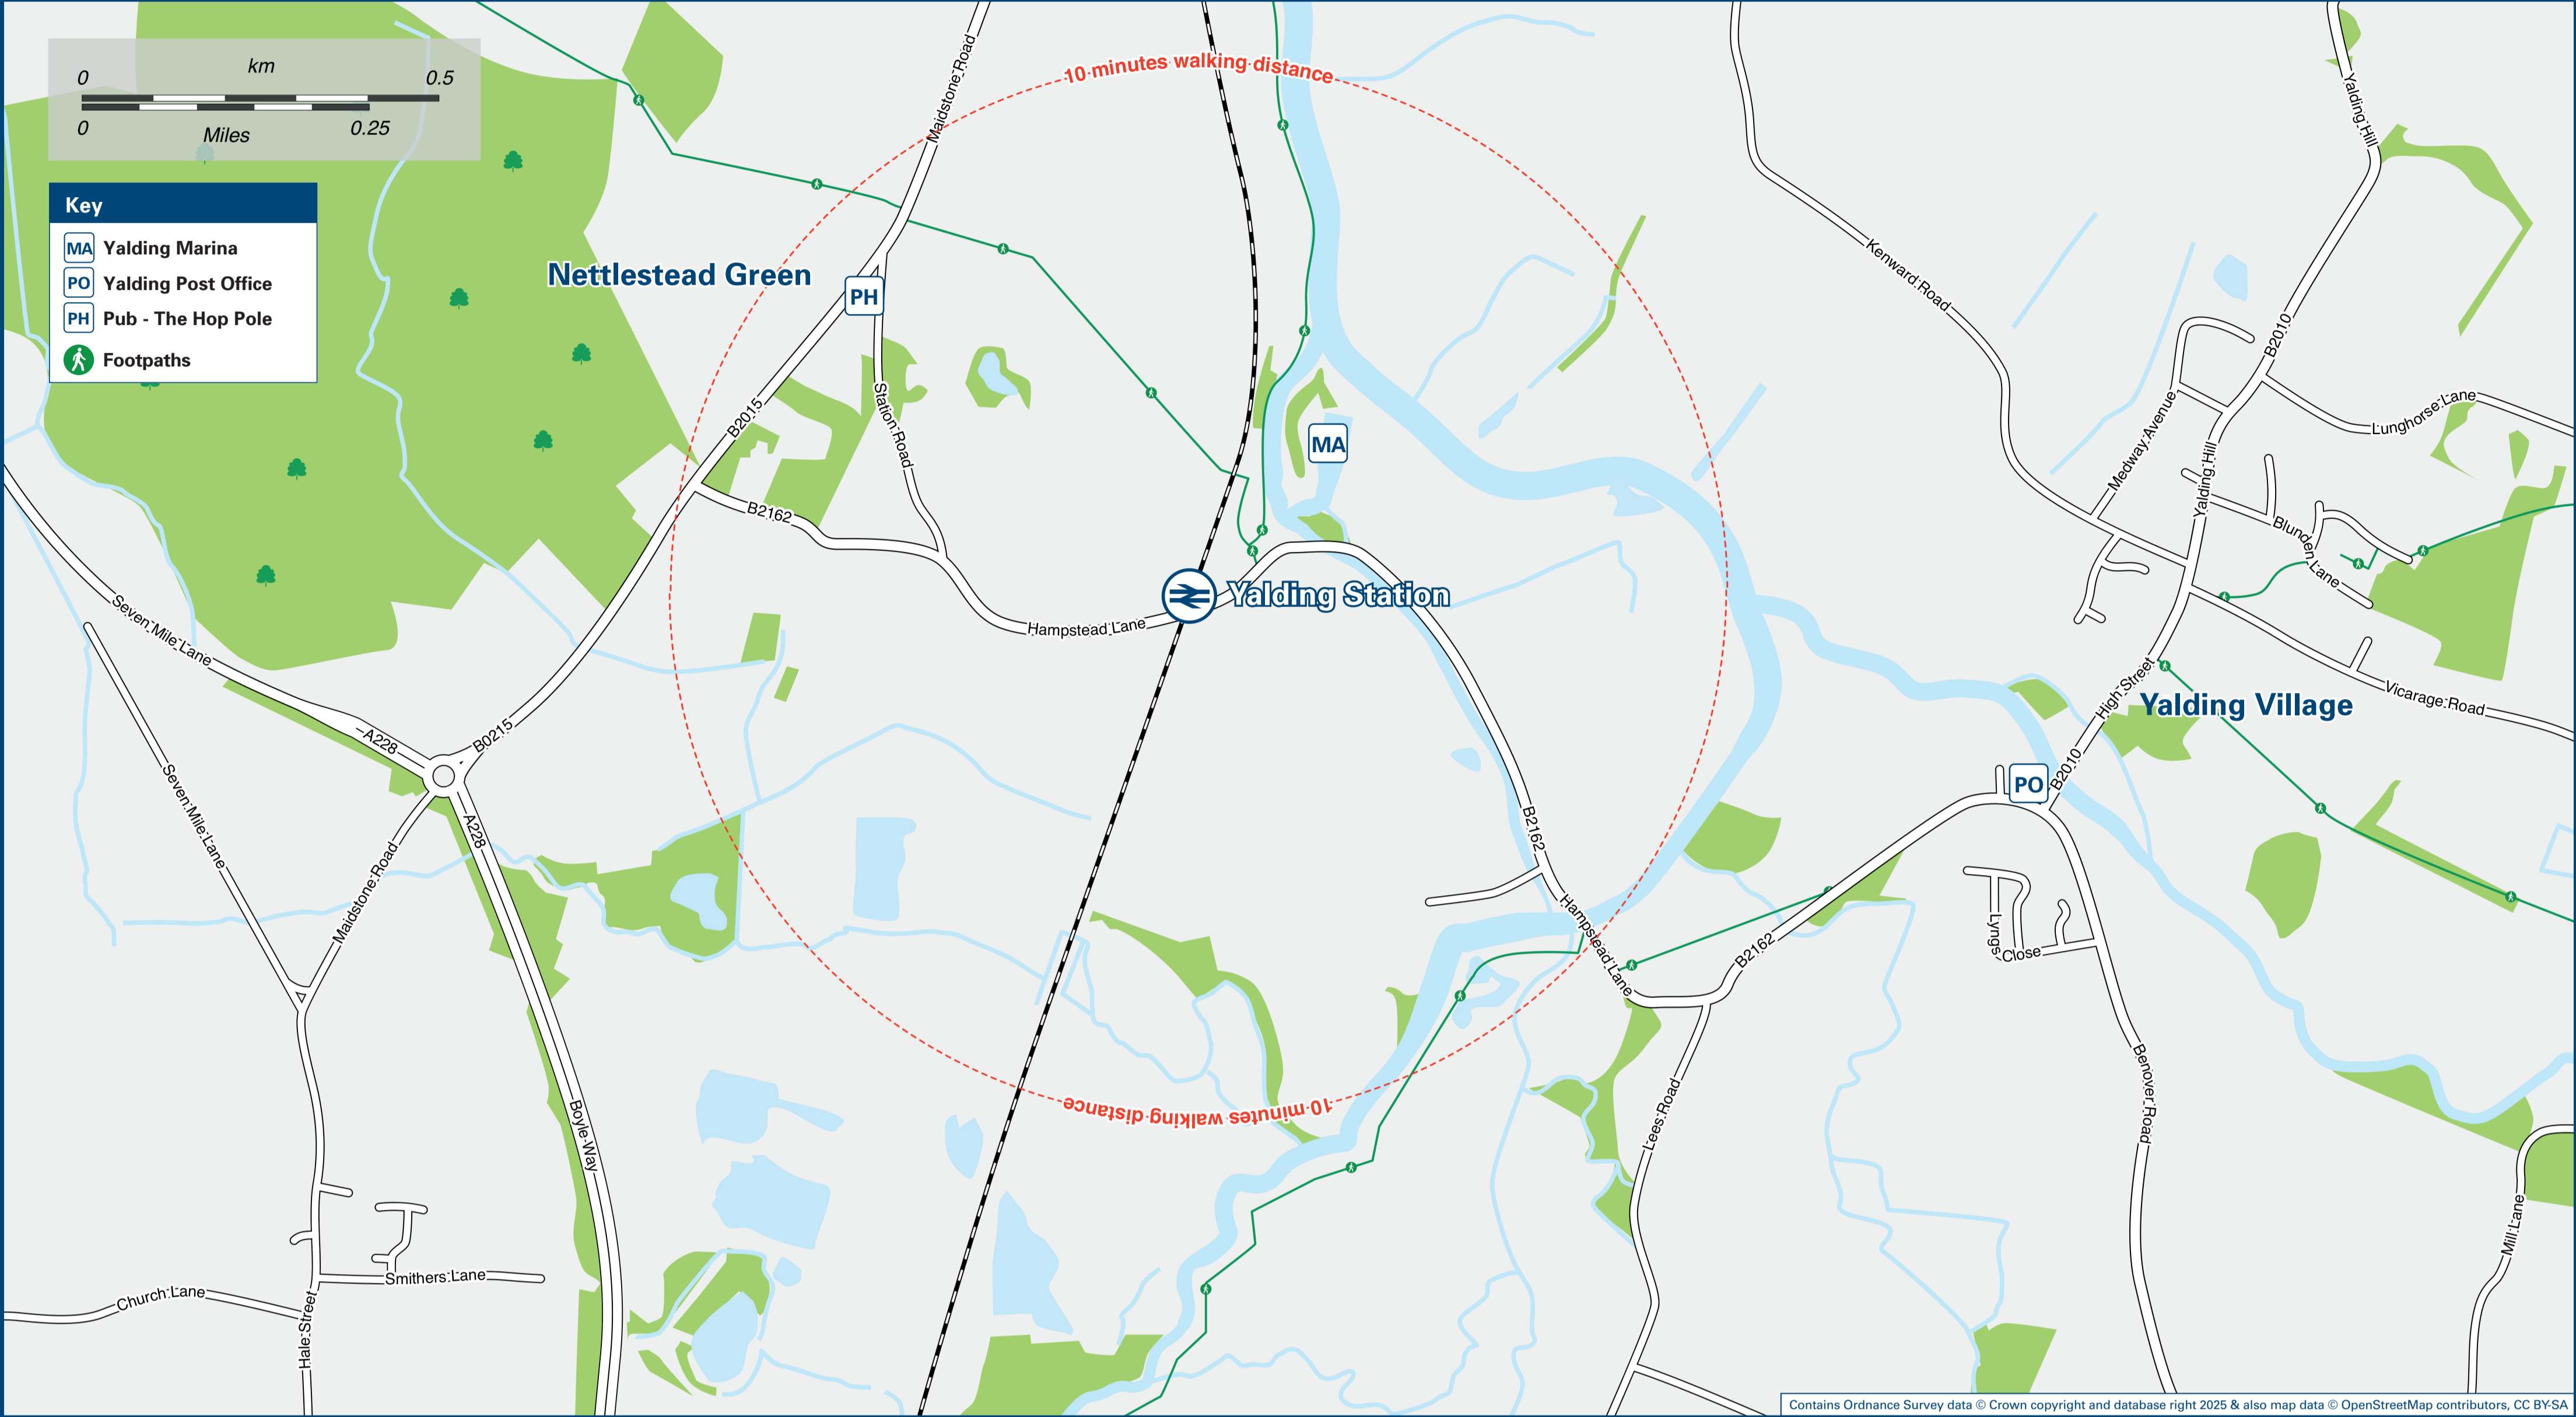 km
0
0.5
0
Miles
0.25
Key
MA Yalding Marina
PO Yalding Post Office
PH Pub - The Hop Pole
Footpaths
10 minutes walking distance
Maidstone Road
Yalding Hill
Nettlestead Green
PH
Kenward Road
B2010
B2015
Station Road
MA
Medway Avenue
Lunghorse Lane
Yalding Hill
B2162
Blunden Lane
Yalding Station
Hampstead Lane
Seven Mile Lane
High Street
Vicarage Road
Yalding Village
A228
B0215
B2010
PO
Seven Mile Lane
A228
B2162
Maidstone Road
Hampstead Lane
B2162
Lyngs Close
10 minutes walking distance
Boyle Way
Lees Road
Benover Road
Mill Lane
Smithers Lane
Church Lane
Hale Street
Contains Ordnance Survey data © Crown copyright and database right 2025 & also map data © OpenStreetMap contributors, CC BY-SA